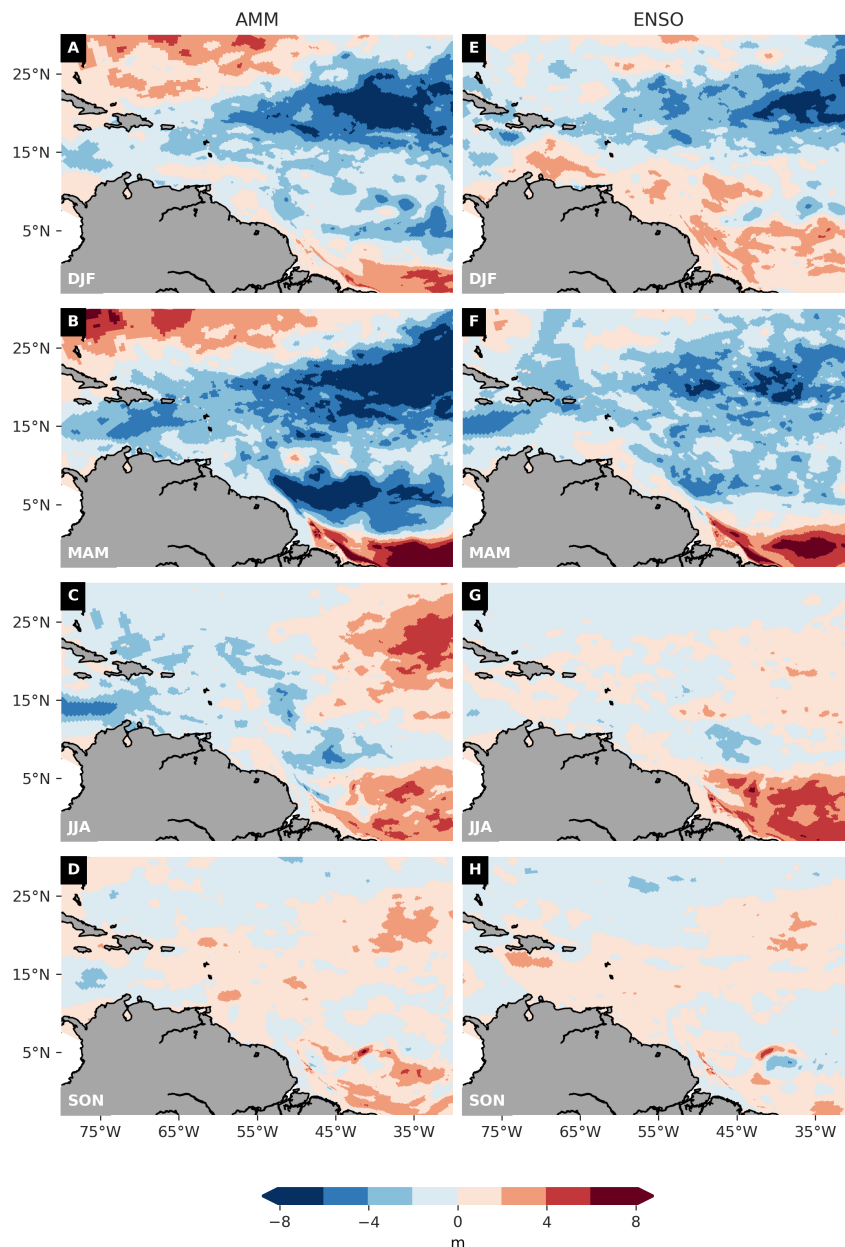 AMM ENSO
A E
25°N
15°N
5°N
DJF DJF
B F
25°N
15°N
5°N
MAM MAM
C G
25°N
15°N
5°N
JJA JJA
D H
25°N
15°N
5°N
SON SON
75°W 65°W 55°W 45°W 35°W 75°W 65°W 55°W 45°W 35°W
−8 −4 0 4 8
m